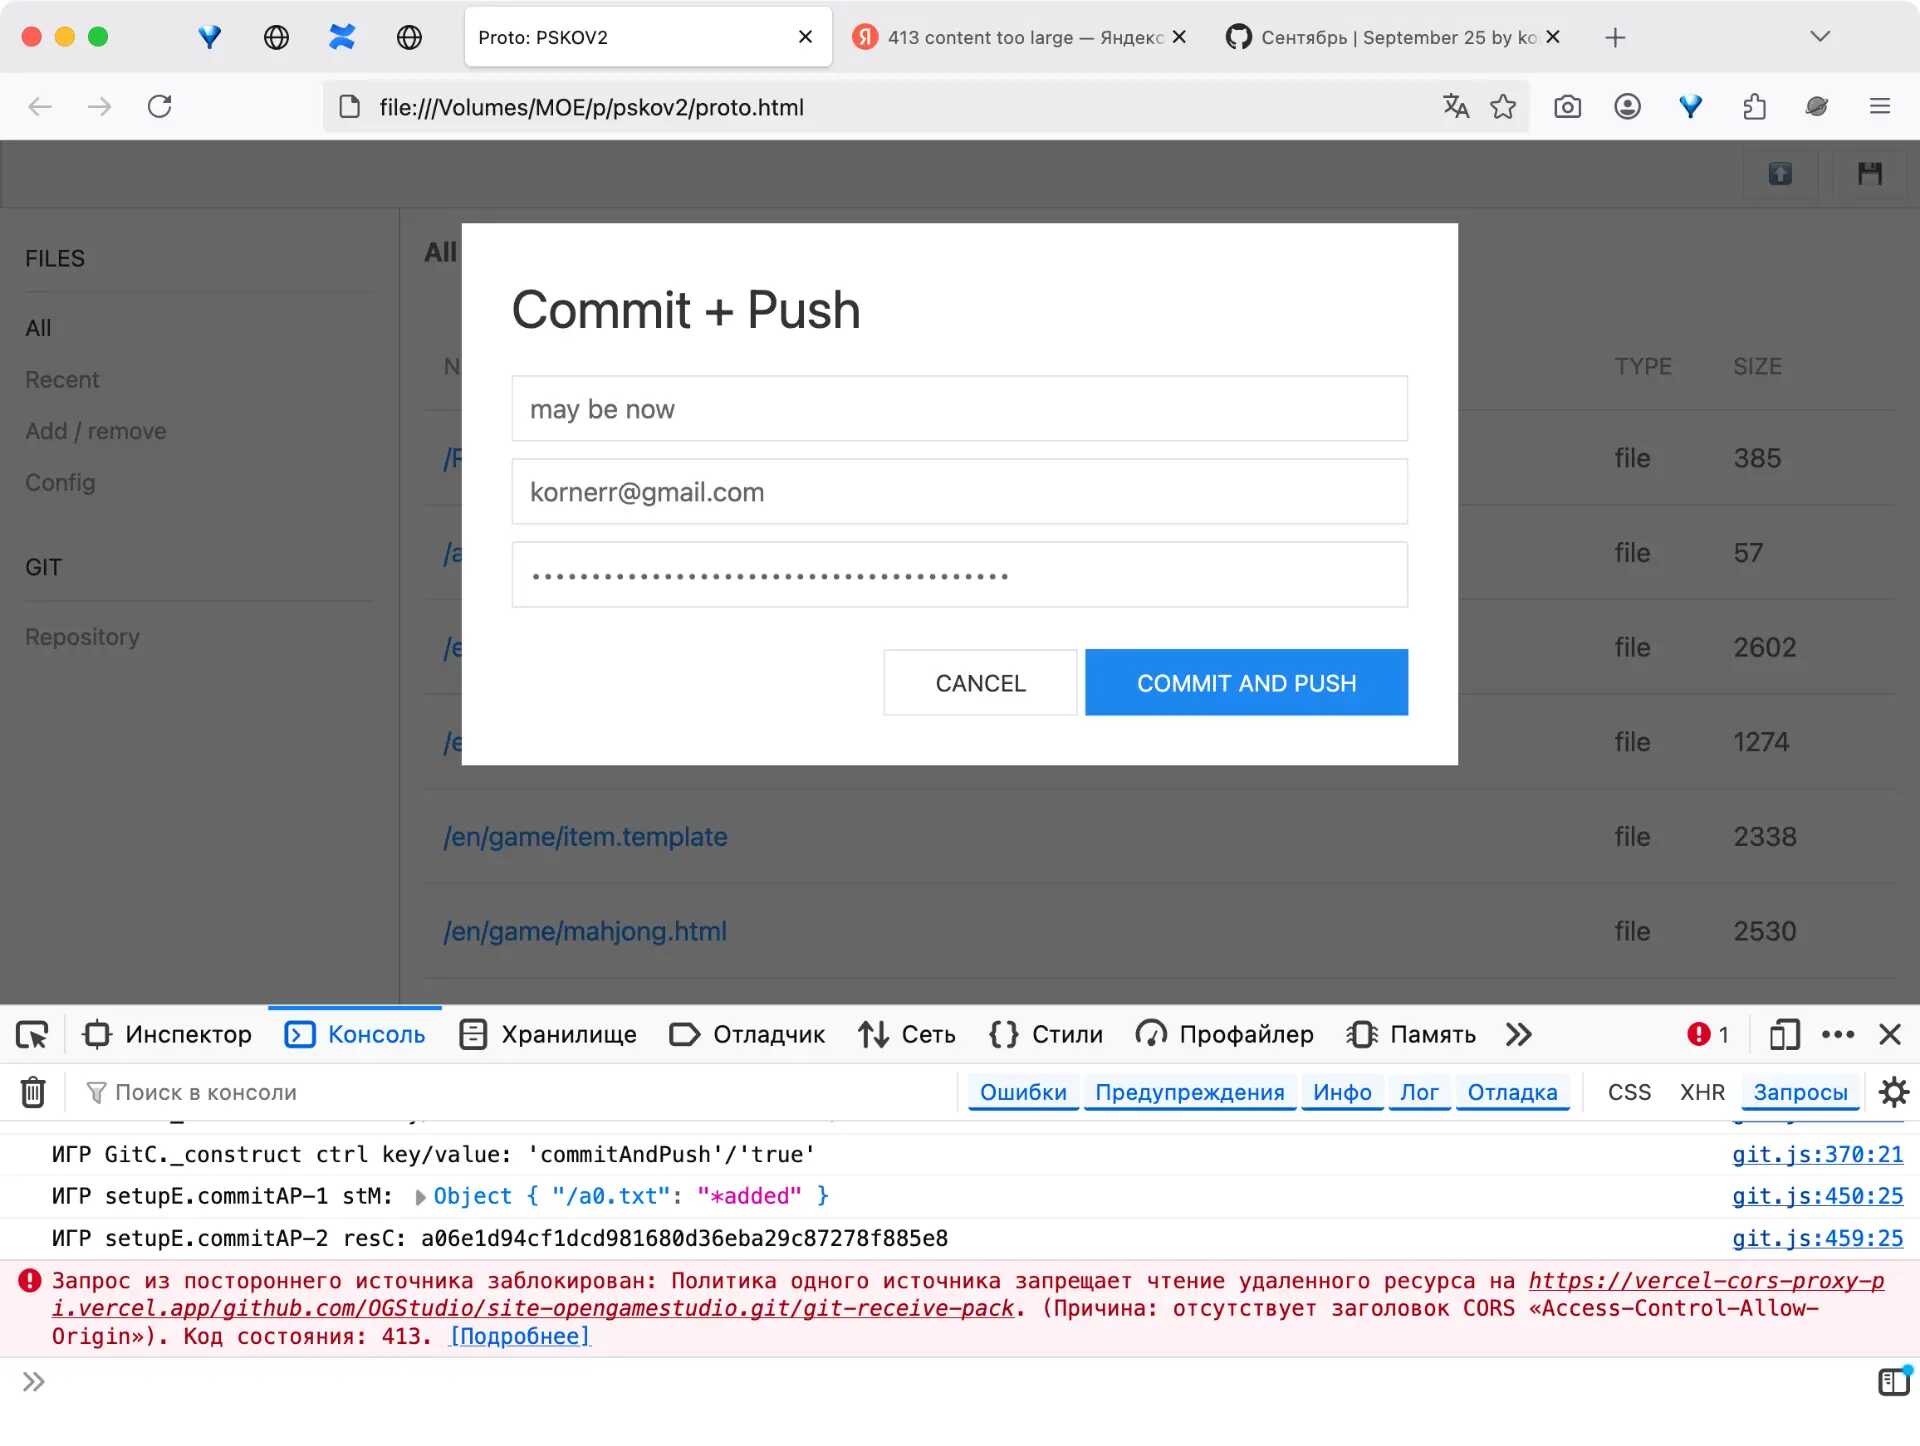 Proto: PSKOV2
413 content too large — Яндекс
Сентябрь | September 25 by ko
file:///Volumes/MOE/p/pskov2/proto.html
FILES
All
Recent
Add / remove
Config
GIT
Repository
All
TYPE SIZE
Commit + Push
may be now
kornerr@gmail.com
••••••••••••••••••••••••••••••••••••••••
CANCEL
COMMIT AND PUSH
file 385
file 57
file 2602
file 1274
/en/game/item.template file 2338
/en/game/mahjong.html file 2530
Инспектор Консоль Хранилище Отладчик Сеть Стили Профайлер Память 1
Поиск в консоли Ошибки Предупреждения Инфо Лог Отладка CSS XHR Запросы
ИГР GitC._construct ctrl key/value: 'commitAndPush'/'true' git.js:370:21
ИГР setupE.commitAP-1 stM: Object { "/a0.txt": "*added" } git.js:450:25
ИГР setupE.commitAP-2 resC: a06e1d94cf1dcd981680d36eba29c87278f885e8 git.js:459:25
Запрос из постороннего источника заблокирован: Политика одного источника запрещает чтение удаленного ресурса на https://vercel-cors-proxy-p
i.vercel.app/github.com/OGStudio/site-opengamestudio.git/git-receive-pack. (Причина: отсутствует заголовок CORS «Access-Control-Allow-
Origin»). Код состояния: 413. [Подробнее]